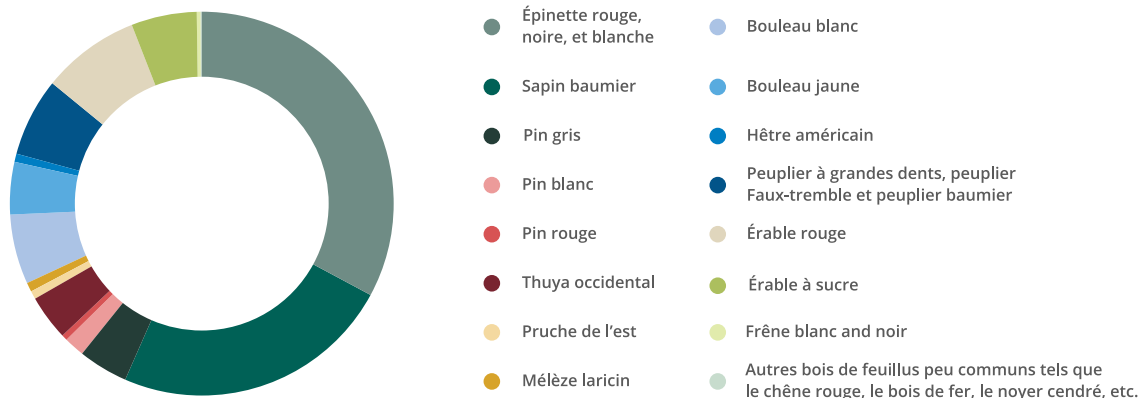 Épinette rouge,
noire, et blanche
Sapin baumier
Pin gris
Pin blanc
Pin rouge
Thuya occidental
Pruche de l’est
Mélèze laricin
Bouleau blanc
Bouleau jaune
Hêtre américain
Peuplier à grandes dents, peuplier
Faux-tremble et peuplier baumier
Érable rouge
Érable à sucre
Frêne blanc and noir
Autres bois de feuillus peu communs tels que
le chêne rouge, le bois de fer, le noyer cendré, etc.